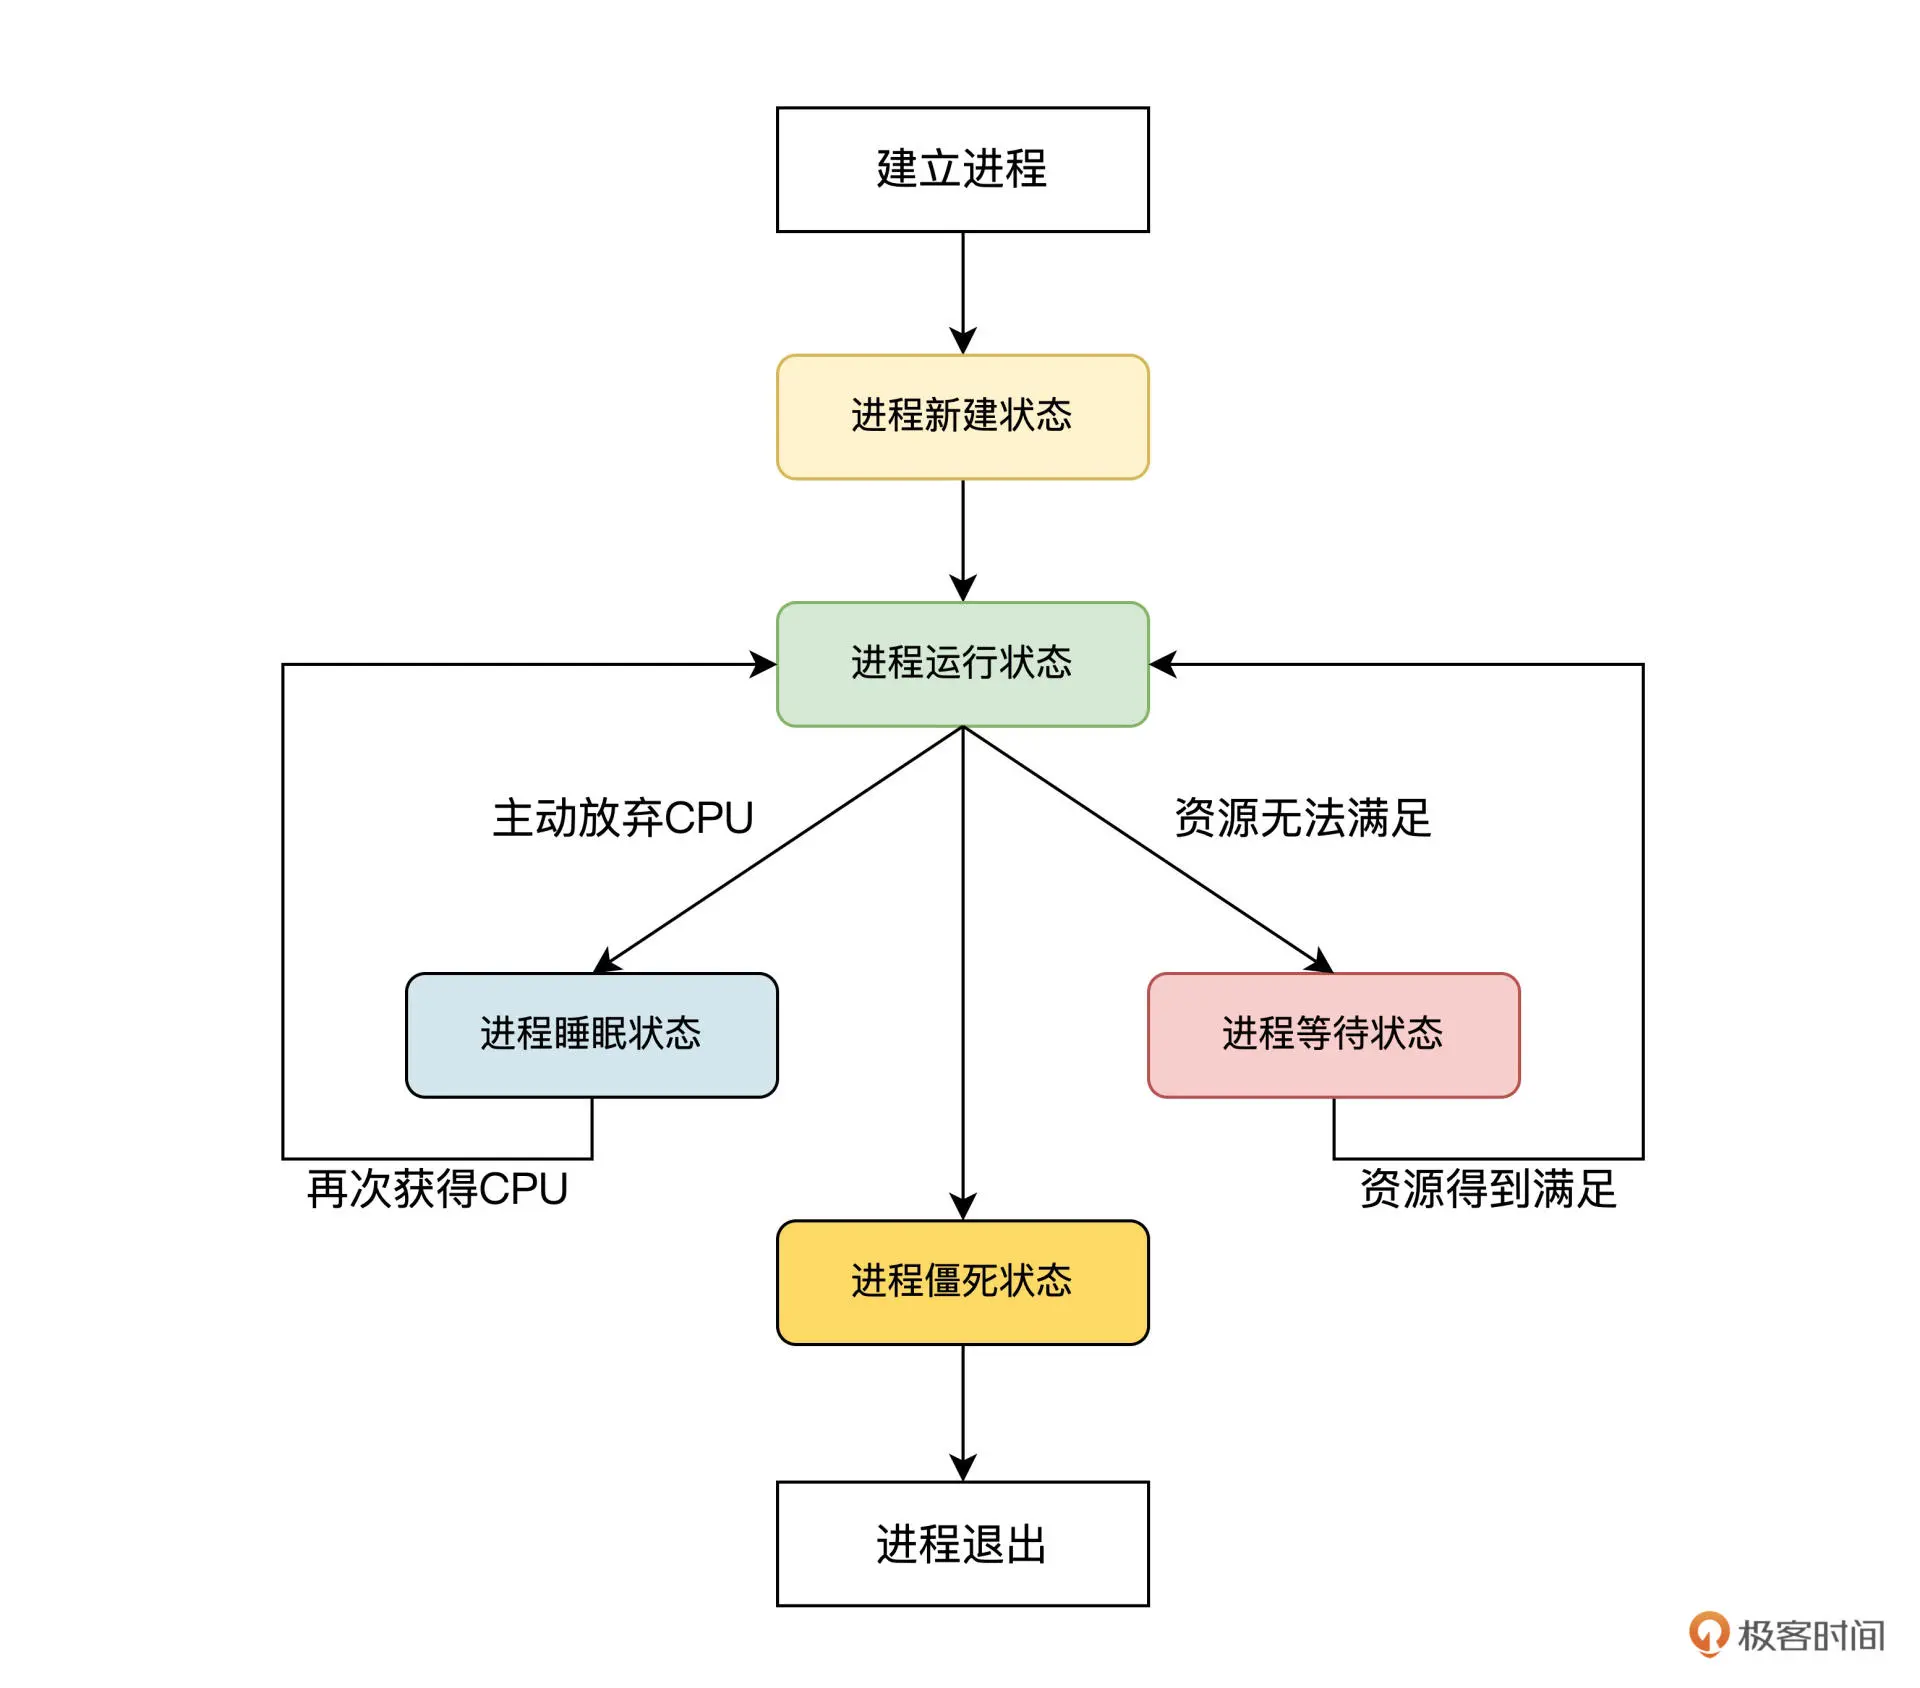 建立进程
进程新建状态
进程运行状态
主动放弃CPU
资源无法满足
进程睡眠状态
进程等待状态
再次获得CPU
资源得到满足
进程僵死状态
进程退出
极客时间